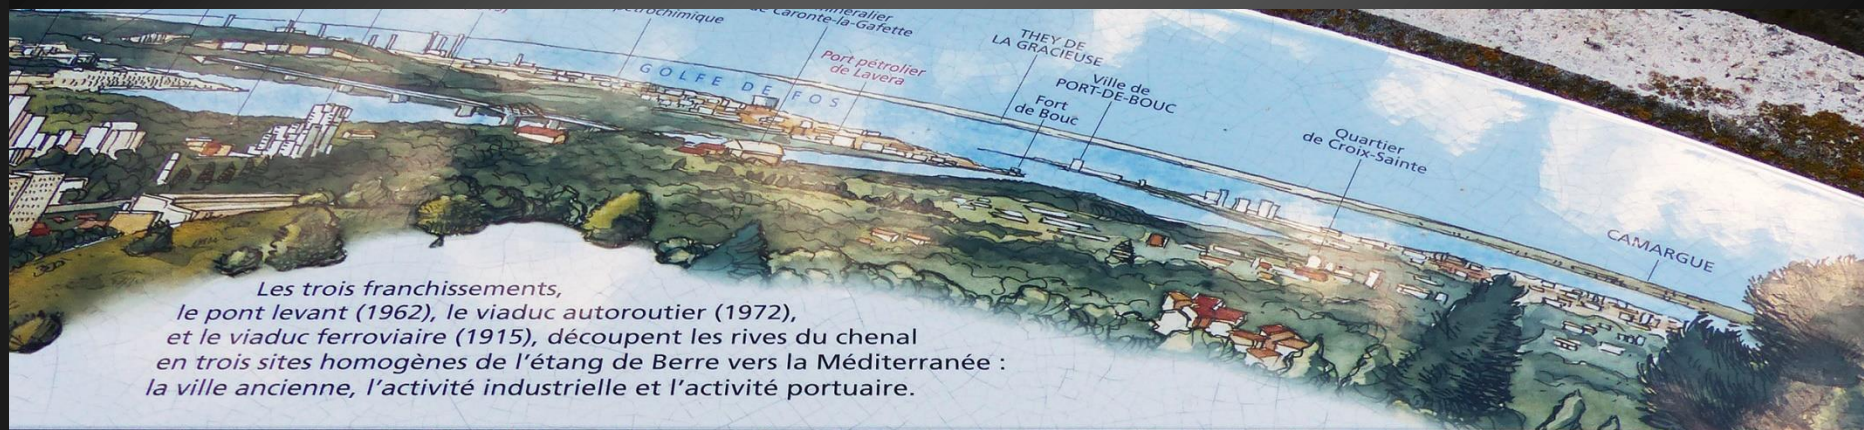 pétrochimique
minéralier
de Caronte-la-Gafette
Port pétrolier
de Lavéra
GOLFE DE FOS
THEY DE
LA GRACIEUSE
Ville de
PORT-DE-BOUC
Fort
de Bouc
Quartier
de Croix-Sainte
CAMARGUE
Les trois franchissements,
le pont levant (1962), le viaduc autoroutier (1972),
et le viaduc ferroviaire (1915), découpent les rives du chenal
en trois sites homogènes de l'étang de Berre vers la Méditerranée :
la ville ancienne, l'activité industrielle et l'activité portuaire.